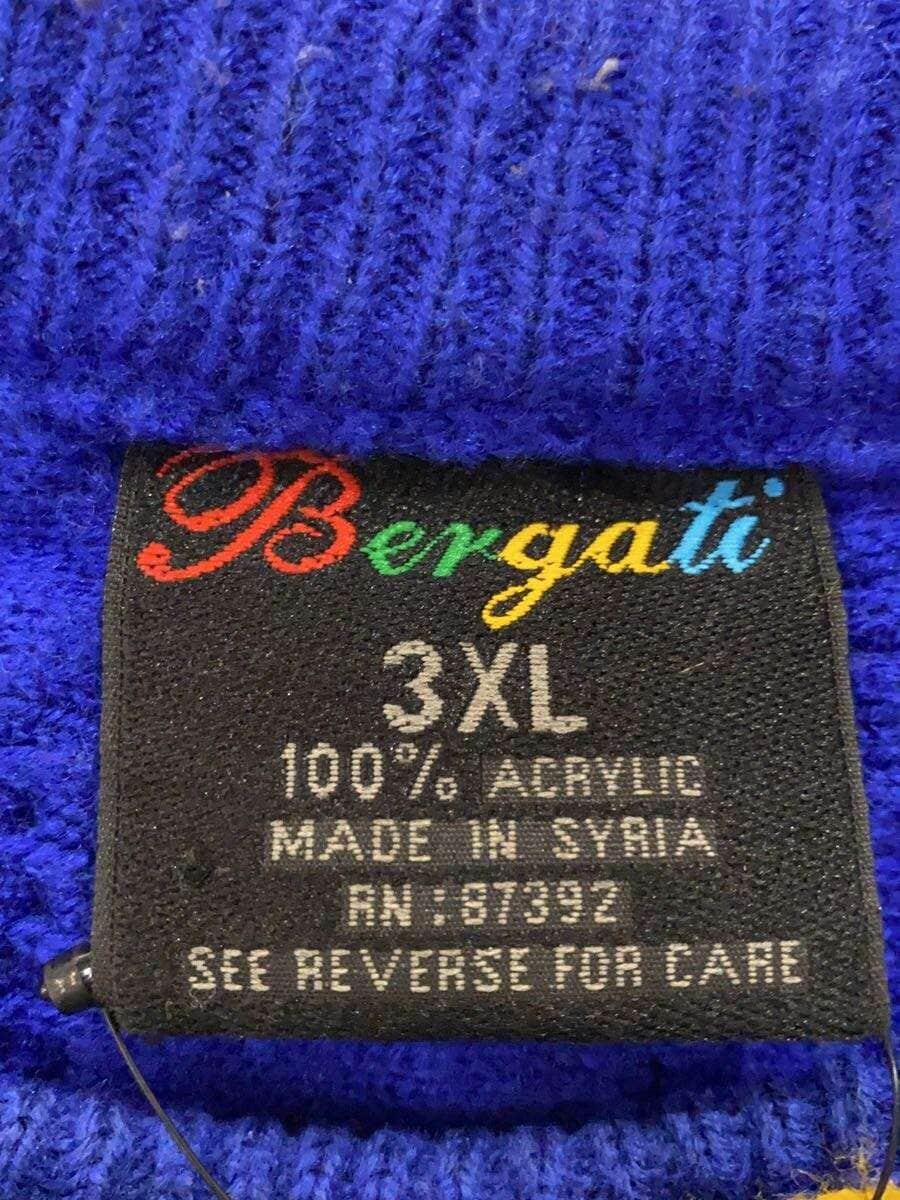 Bergati
3XL
100% ACRYLIC
MADE IN SYRIA
RN:87392
SEE REVERSE FOR CARE